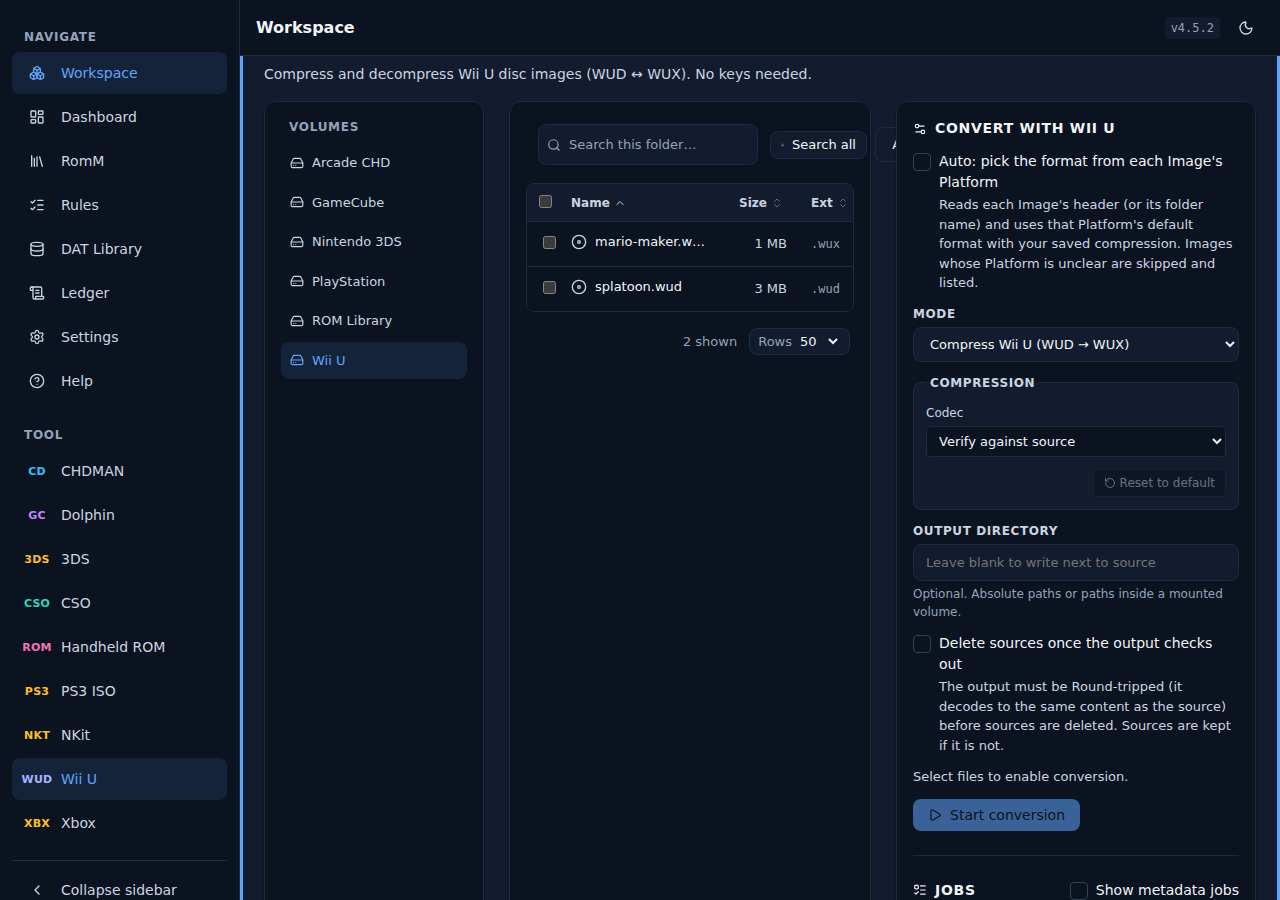 NAVIGATE
Workspace
Dashboard
RomM
Rules
DAT Library
Ledger
Settings
Help
TOOL
CD CHDMAN
GC Dolphin
3DS 3DS
CSO CSO
ROM Handheld ROM
PS3 PS3 ISO
NKT NKit
WUD Wii U
XBX Xbox
Collapse sidebar
Workspace
v4.5.2
Compress and decompress Wii U disc images (WUD ↔ WUX). No keys needed.
VOLUMES
Arcade CHD
GameCube
Nintendo 3DS
PlayStation
ROM Library
Wii U
Search this folder…
Search all
Name Size Ext
mario-maker.w… 1 MB .wux
splatoon.wud 3 MB .wud
2 shown Rows 50
CONVERT WITH WII U
Auto: pick the format from each Image's
Platform
Reads each Image's header (or its folder
name) and uses that Platform's default
format with your saved compression. Images
whose Platform is unclear are skipped and
listed.
MODE
Compress Wii U (WUD → WUX)
COMPRESSION
Codec
Verify against source
Reset to default
OUTPUT DIRECTORY
Leave blank to write next to source
Optional. Absolute paths or paths inside a mounted
volume.
Delete sources once the output checks
out
The output must be Round-tripped (it
decodes to the same content as the source)
before sources are deleted. Sources are kept
if it is not.
Select files to enable conversion.
Start conversion
JOBS
Show metadata jobs